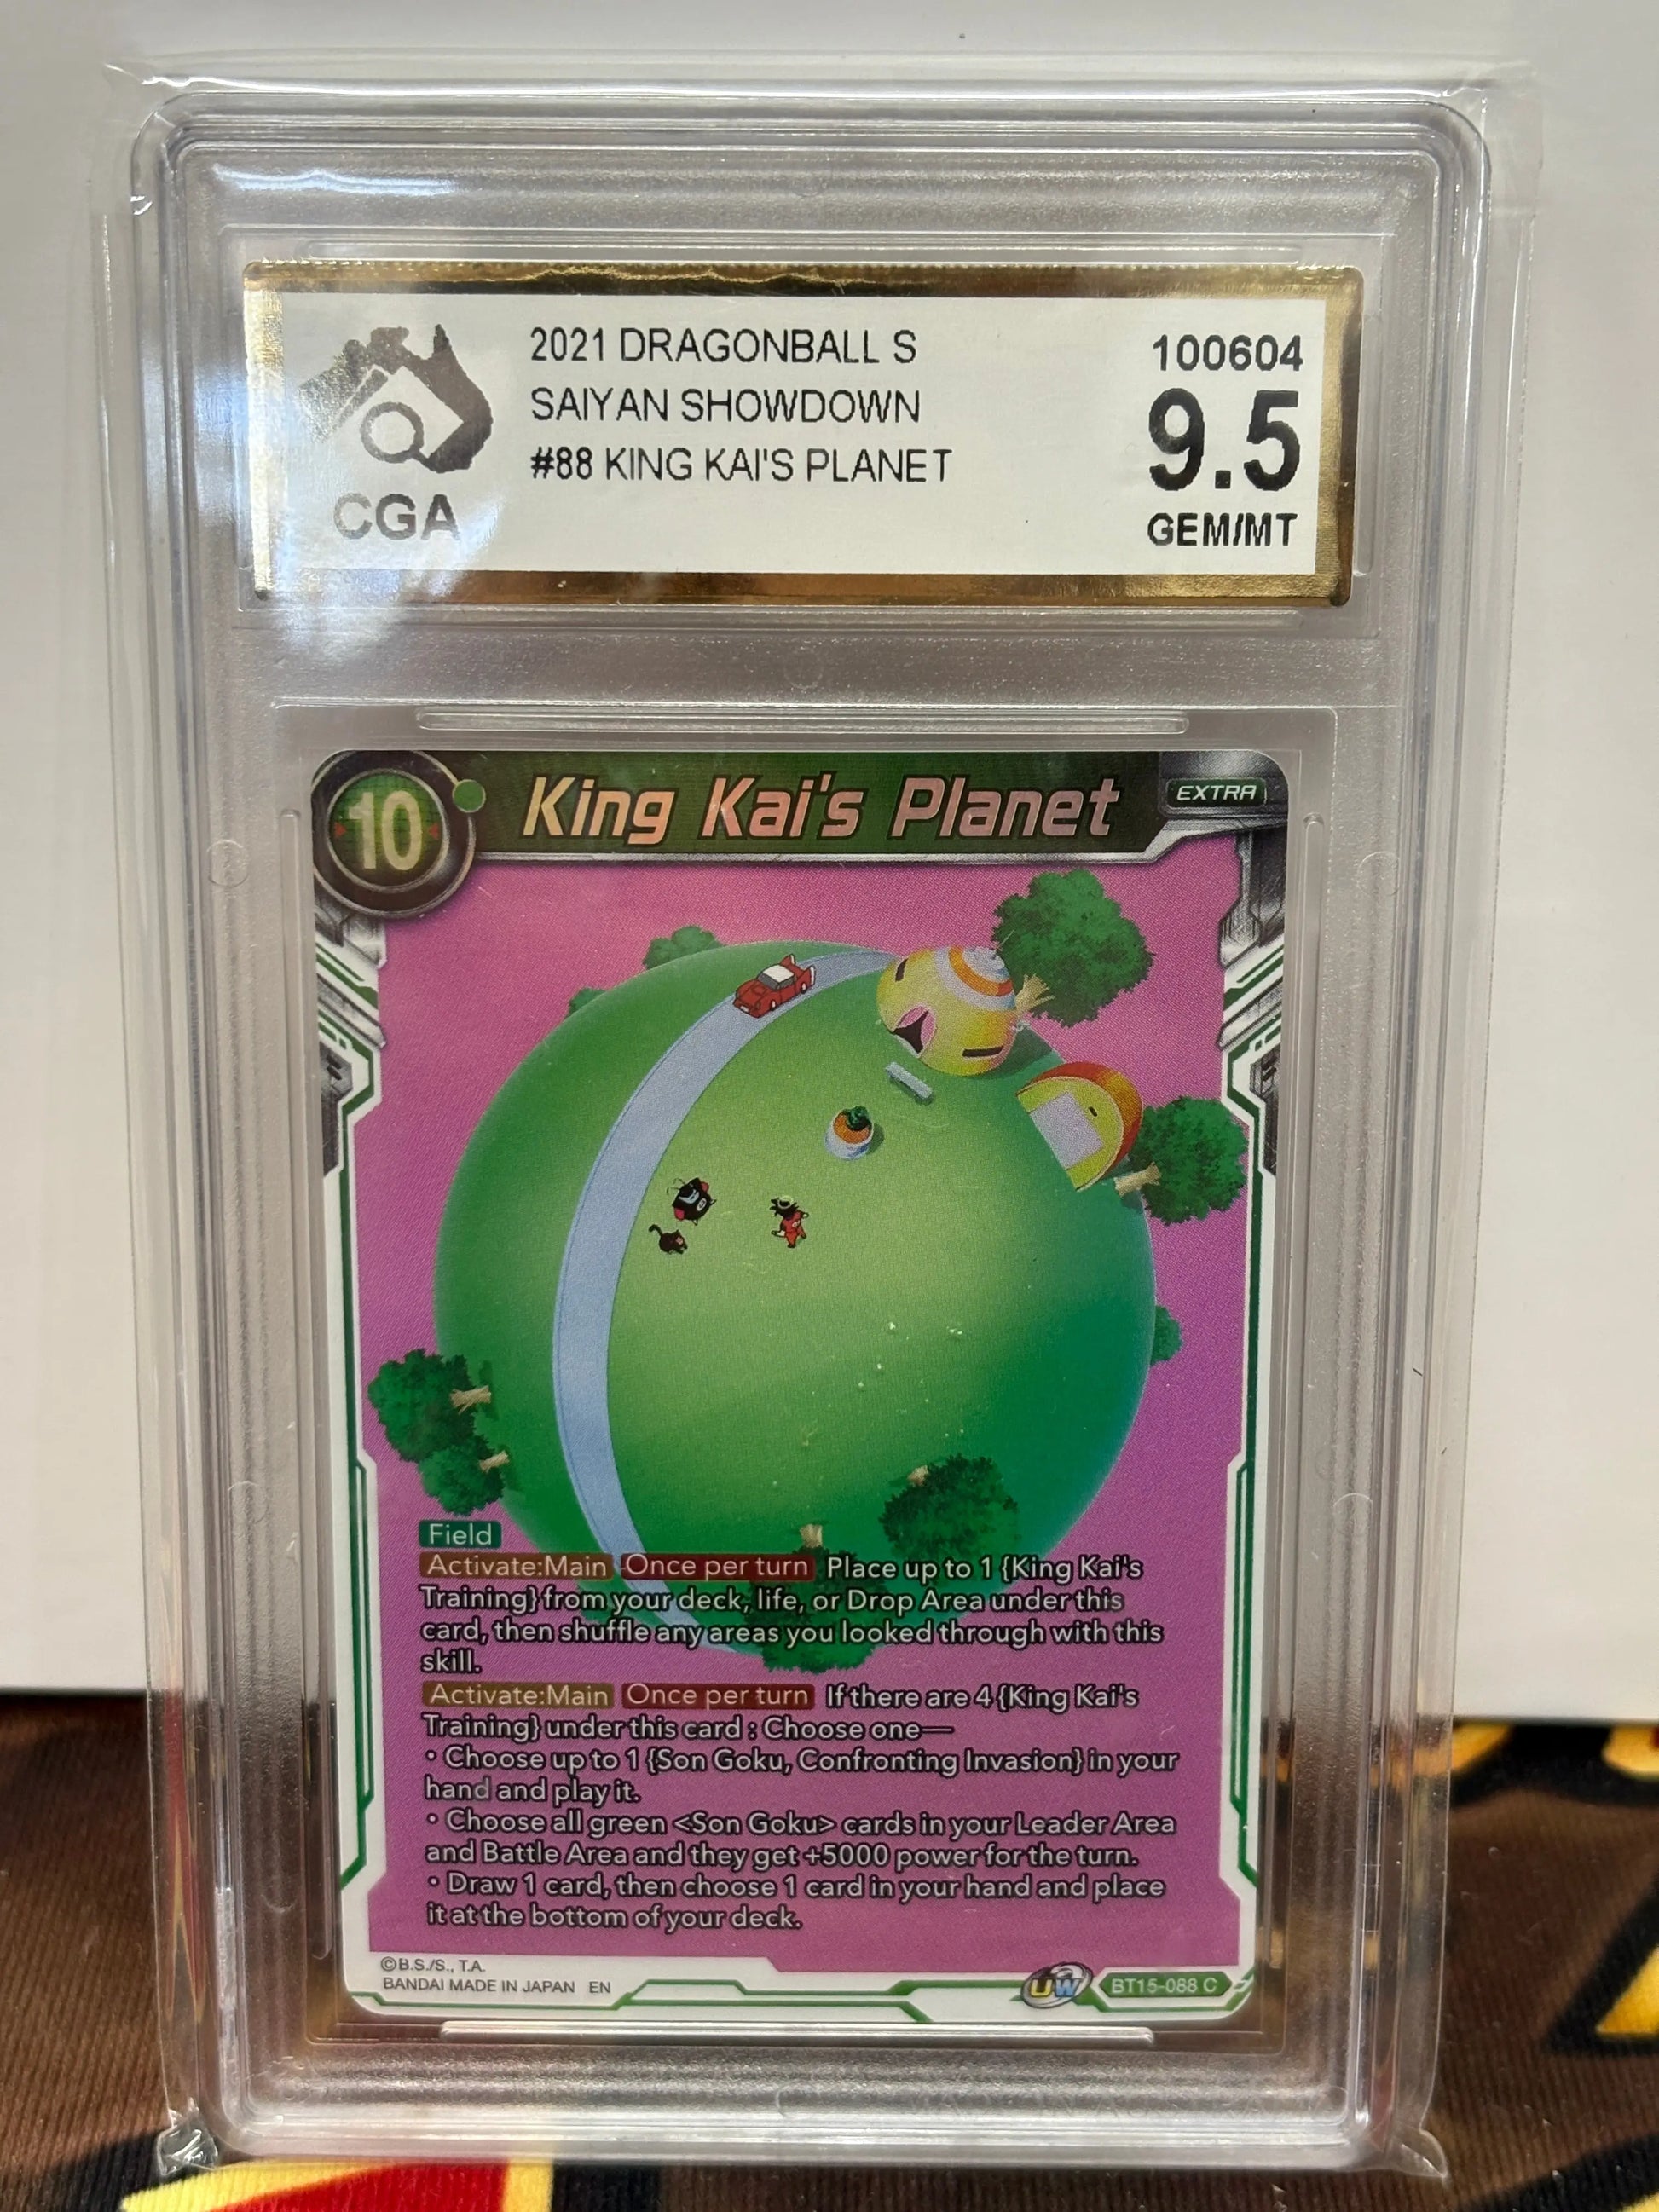 2021 DRAGONBALL S
SAIYAN SHOWDOWN
#88 KING KAI'S PLANET
CGA
100604
9.5
GEM/MT
10
King Kai's Planet
EXTRA
Field
Activate:Main Once per turn Place up to 1 {King Kai's
Training} from your deck, life, or Drop Area under this
card, then shuffle any areas you looked through with this
skill.
Activate:Main Once per turn If there are 4 {King Kai's
Training} under this card : Choose one—
・Choose up to 1 {Son Goku, Confronting Invasion} in your
hand and play it.
・Choose all green <Son Goku> cards in your Leader Area
and Battle Area and they get +5000 power for the turn.
・Draw 1 card, then choose 1 card in your hand and place
it at the bottom of your deck.
©B.S./S., T.A.
BANDAI MADE IN JAPAN EN
UW
BT15-088 C